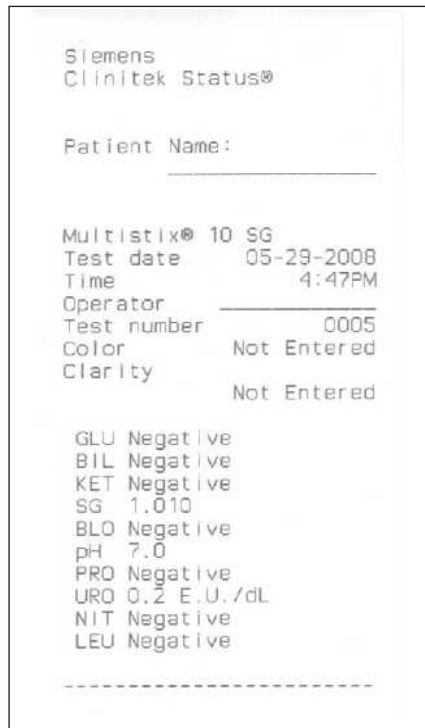 Siemens
Clinitek Status®
Patient Name:
Multistix® 10 SG
Test date 05-29-2008
Time 4:47PM
Operator
Test number 0005
Color Not Entered
Clarity
Not Entered
GLU Negative
BIL Negative
KET Negative
SG 1.010
BLO Negative
pH 7.0
PRO Negative
URO 0.2 E.U./dL
NIT Negative
LEU Negative